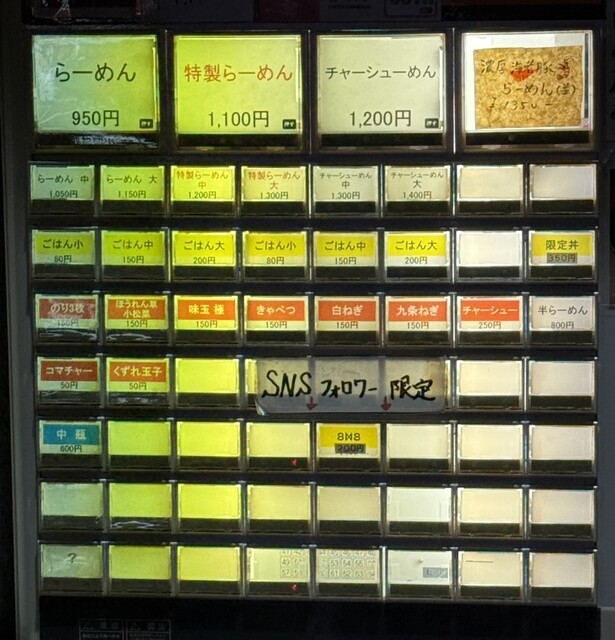 らーめん
950円
特製らーめん
1,100円
チャーシューめん
1,200円
濃厚
らーめん
らーめん 中
1,050円
らーめん 大
1,150円
特製らーめん
中
1,200円
特製らーめん
大
1,300円
チャーシューめん
中
1,300円
チャーシューめん
大
1,400円
ごはん小
80円
ごはん中
150円
ごはん大
200円
ごはん小
80円
ごはん中
150円
ごはん大
200円
限定丼
350円
のり3枚
150円
ほうれん草
小松菜
150円
味玉 極
150円
きゃべつ
150円
白ねぎ
150円
九条ねぎ
150円
チャーシュー
250円
半らーめん
800円
コマチャー
50円
くずれ玉子
50円
SNS フォロワー 限定
中 瓶
600円
200円
?